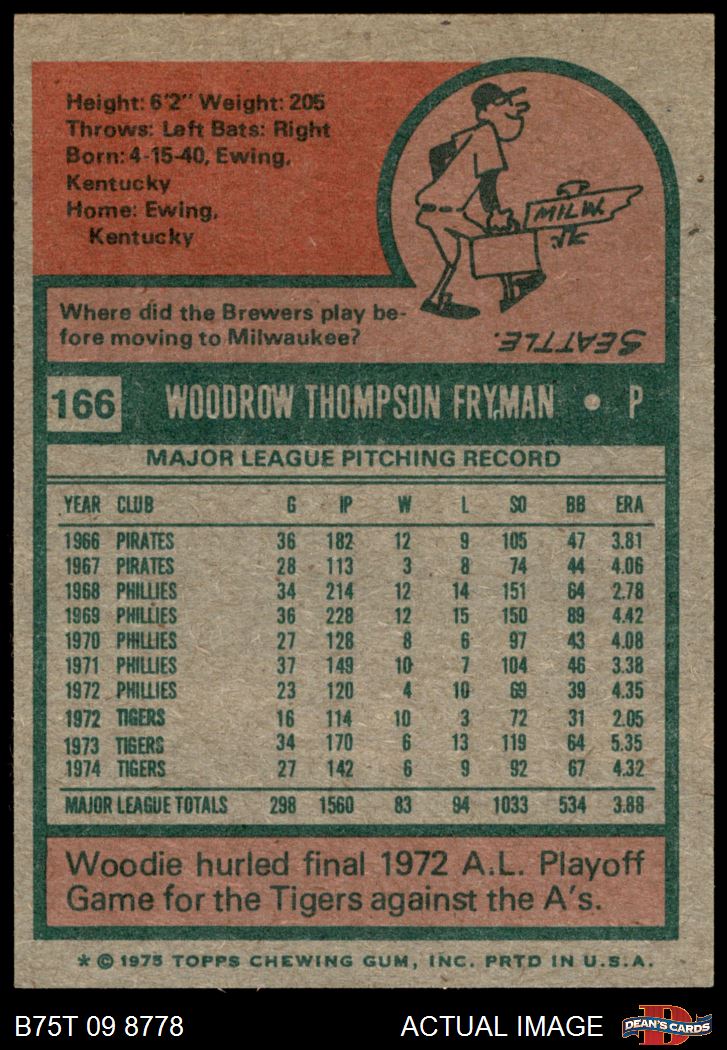 Height: 6'2" Weight: 205
Throws: Left Bats: Right
Born: 4-15-40, Ewing,
Kentucky
Home: Ewing,
Kentucky
MILW.
Where did the Brewers play be-
fore moving to Milwaukee?
SEATTLE.
166 WOODROW THOMPSON FRYMAN • P
MAJOR LEAGUE PITCHING RECORD
YEAR CLUB G IP W L SO BB ERA
1966 PIRATES 36 182 12 9 105 47 3.81
1967 PIRATES 28 113 3 8 74 44 4.06
1968 PHILLIES 34 214 12 14 151 64 2.78
1969 PHILLIES 36 228 12 15 150 89 4.42
1970 PHILLIES 27 128 8 6 97 43 4.08
1971 PHILLIES 37 149 10 7 104 46 3.38
1972 PHILLIES 23 120 4 10 69 39 4.35
1972 TIGERS 16 114 10 3 72 31 2.05
1973 TIGERS 34 170 6 13 119 64 5.35
1974 TIGERS 27 142 6 9 92 67 4.32
MAJOR LEAGUE TOTALS 298 1560 83 94 1033 534 3.88
Woodie hurled final 1972 A.L. Playoff
Game for the Tigers against the A's.
* © 1975 TOPPS CHEWING GUM, INC. PRTD IN U.S.A.
B75T 09 8778 ACTUAL IMAGE D DEAN'S CARDS